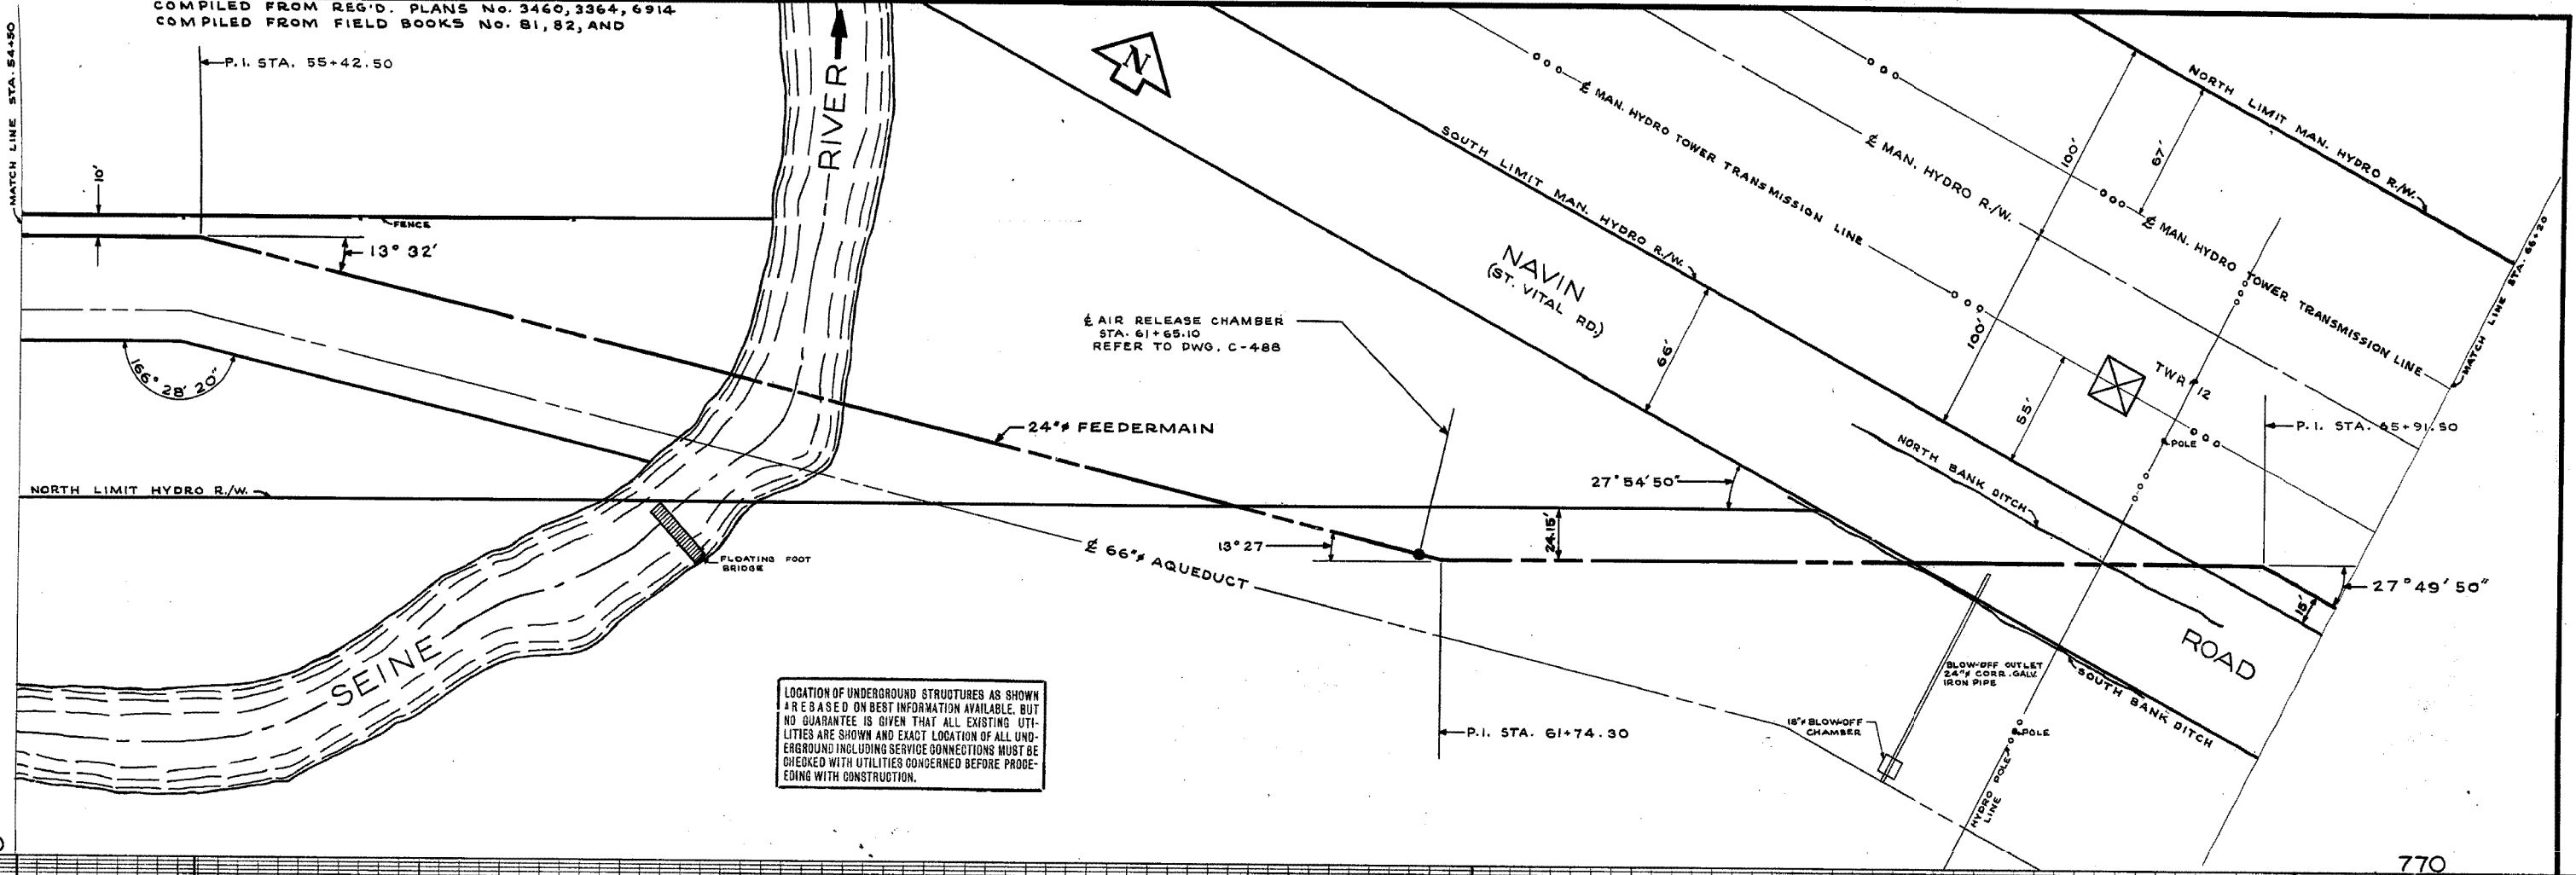 COMPILED FROM REG'D. PLANS No. 3460, 3364, 6914
COMPILED FROM FIELD BOOKS No. 81, 82, AND
MATCH LINE STA. 54+50
P.I. STA. 55+42.50
10'
FENCE
13° 32'
166° 28' 20"
NORTH LIMIT HYDRO R./W.
SEINE
RIVER
FLOATING FOOT
BRIDGE
N
℄ AIR RELEASE CHAMBER
STA. 61+65.10
REFER TO DWG. C-488
24"ø FEEDERMAIN
℄ 66"ø AQUEDUCT
13° 27
24.15'
27° 54' 50"
P.I. STA. 61+74.30
LOCATION OF UNDERGROUND STRUCTURES AS SHOWN
ARE BASED ON BEST INFORMATION AVAILABLE, BUT
NO GUARANTEE IS GIVEN THAT ALL EXISTING UTI-
LITIES ARE SHOWN AND EXACT LOCATION OF ALL UND-
ERGROUND INCLUDING SERVICE CONNECTIONS MUST BE
CHECKED WITH UTILITIES CONCERNED BEFORE PROCE-
EDING WITH CONSTRUCTION.
NAVIN
(ST. VITAL RD.)
ROAD
66'
SOUTH LIMIT MAN. HYDRO R./W.
℄ MAN. HYDRO TOWER TRANSMISSION LINE
℄ MAN. HYDRO R./W.
℄ MAN. HYDRO TOWER TRANSMISSION LINE
NORTH LIMIT MAN. HYDRO R./W.
100'
67'
100'
55'
TWR #12
POLE
P.I. STA. 65+91.50
MATCH LINE STA. 66+20
NORTH BANK DITCH
27° 49' 50"
15'
SOUTH BANK DITCH
BLOW-OFF OUTLET
24"ø CORR. GALV.
IRON PIPE
18"ø BLOW-OFF
CHAMBER
POLE
HYDRO POLE
LINE
770